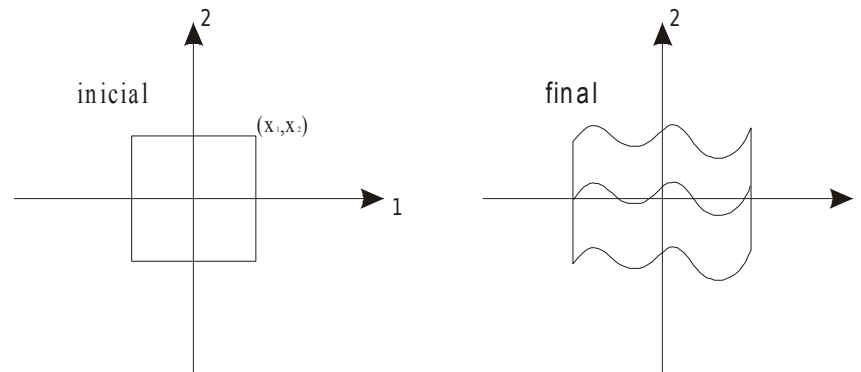 2
inicial
(x₁,x₂)
1
2
final